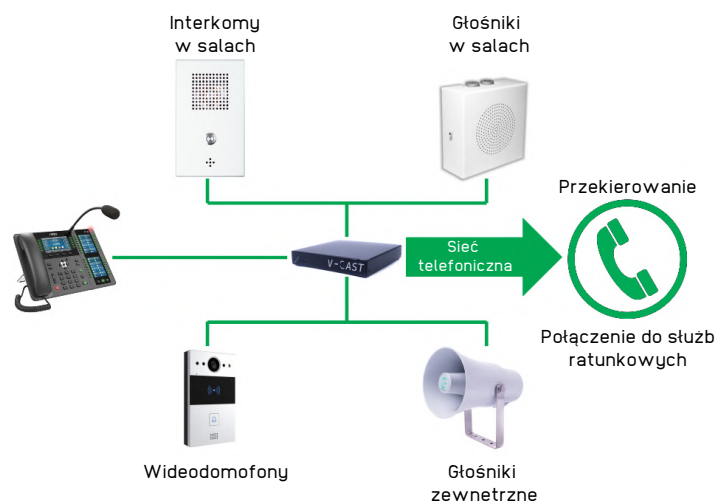 Interkomy
w salach
Głośniki
w salach
Przekierowanie
Sieć
telefoniczna
V-CAST
Połączenie do służb
ratunkowych
Wideodomofony
Głośniki
zewnetrzne